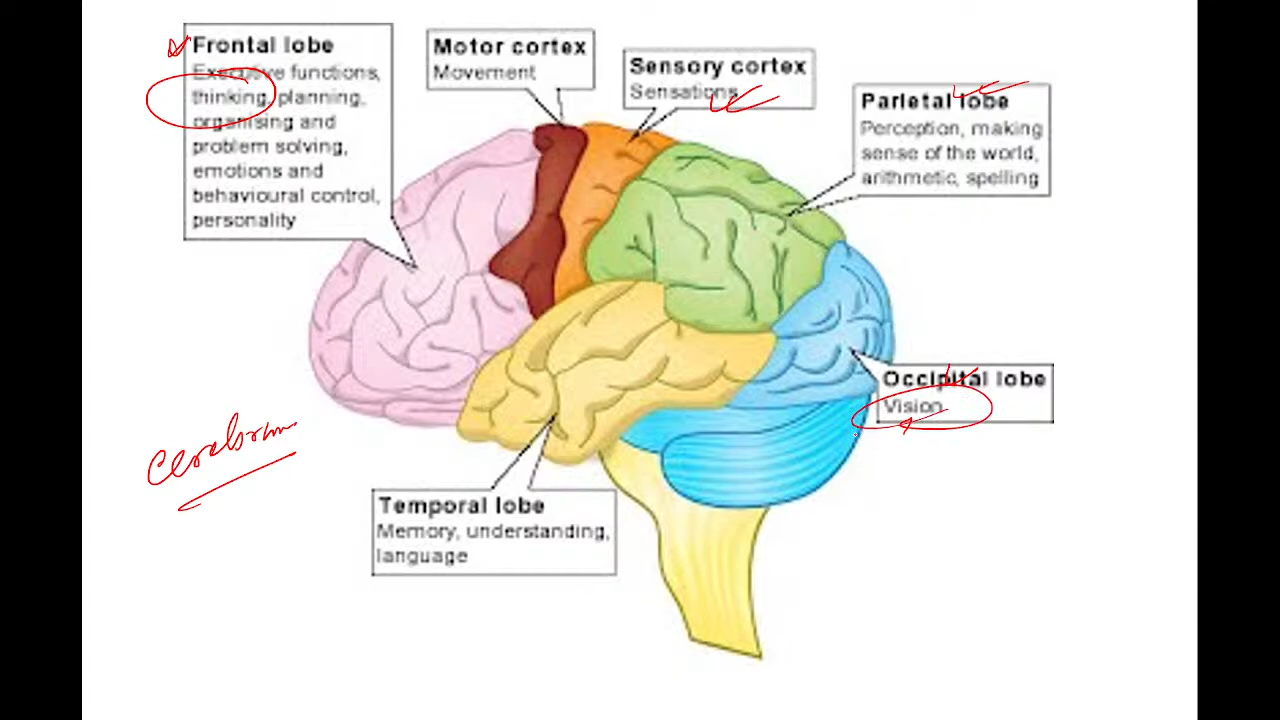 Frontal lobe
Executive functions,
thinking, planning,
organising and
problem solving,
emotions and
behavioural control,
personality
Motor cortex
Movement
Sensory cortex
Sensations
Parietal lobe
Perception, making
sense of the world,
arithmetic, spelling
Occipital lobe
Vision
Cerebrum
Temporal lobe
Memory, understanding,
language